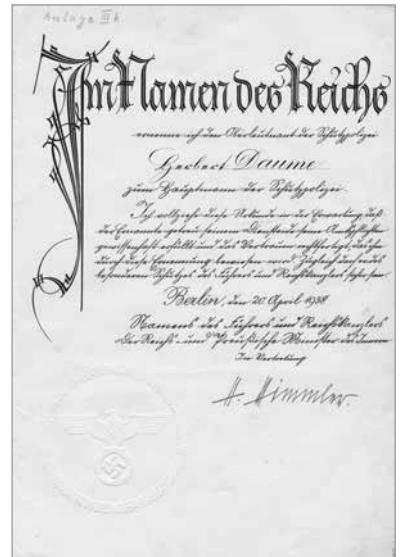 Anlage III h.
Im Namen des Reichs
ernenne ich den Oberleutnant der Schutzpolizei
Herbert Daume
zum Hauptmann der Schutzpolizei.
Ich vollziehe diese Urkunde in der Erwartung, daß
der Ernannte getreu seinem Diensteide seine Amtspflichten
gewissenhaft erfüllt und das Vertrauen rechtfertigt, das ihm
durch diese Ernennung bewiesen wird. Zugleich darf er des
besonderen Schutzes des Führers und Reichskanzlers sicher sein.
Berlin, den 20 April 1938
Namens des Führers und Reichskanzlers
Der Reichs- und Preußische Minister des Innern
In Vertretung
H. Himmler.